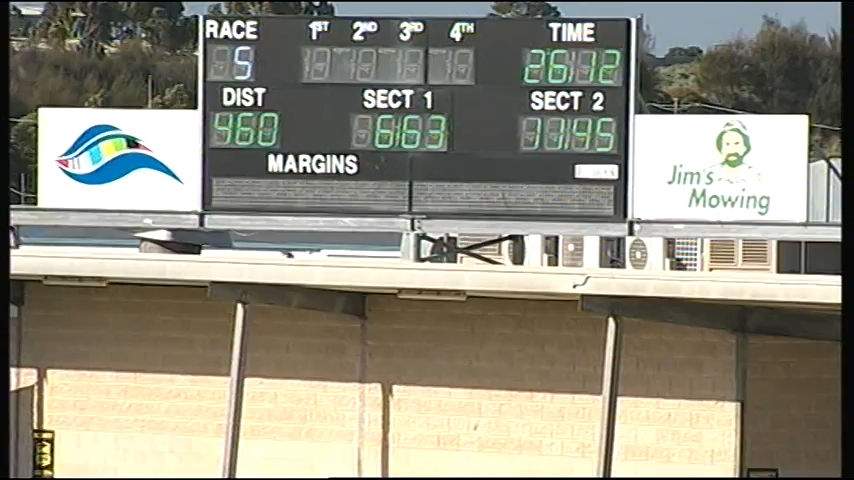 RACE 1ST 2ND 3RD 4TH TIME
5 26.12
DIST SECT 1 SECT 2
460 6.63 11.45
MARGINS
Jim's
Mowing